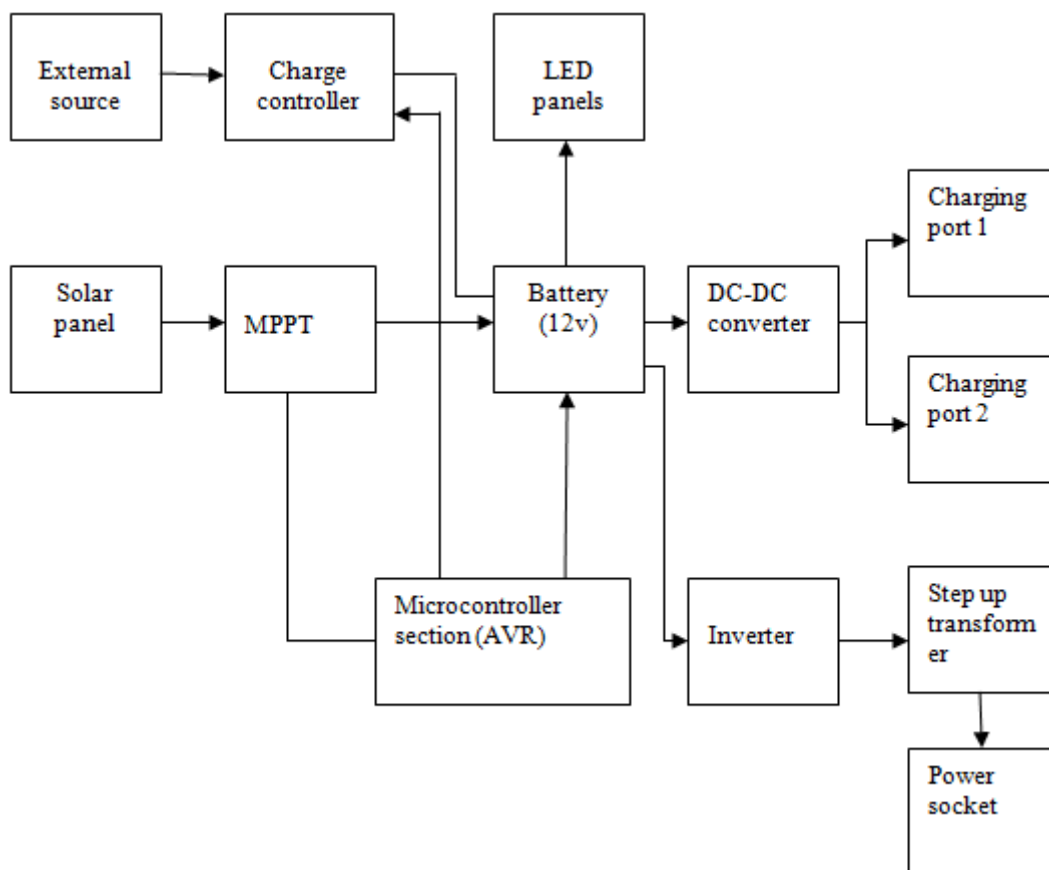 External
source
Charge
controller
LED
panels
Charging
port 1
Solar
panel
MPPT
Battery
(12v)
DC-DC
converter
Charging
port 2
Microcontroller
section (AVR)
Inverter
Step up
transform
er
Power
socket